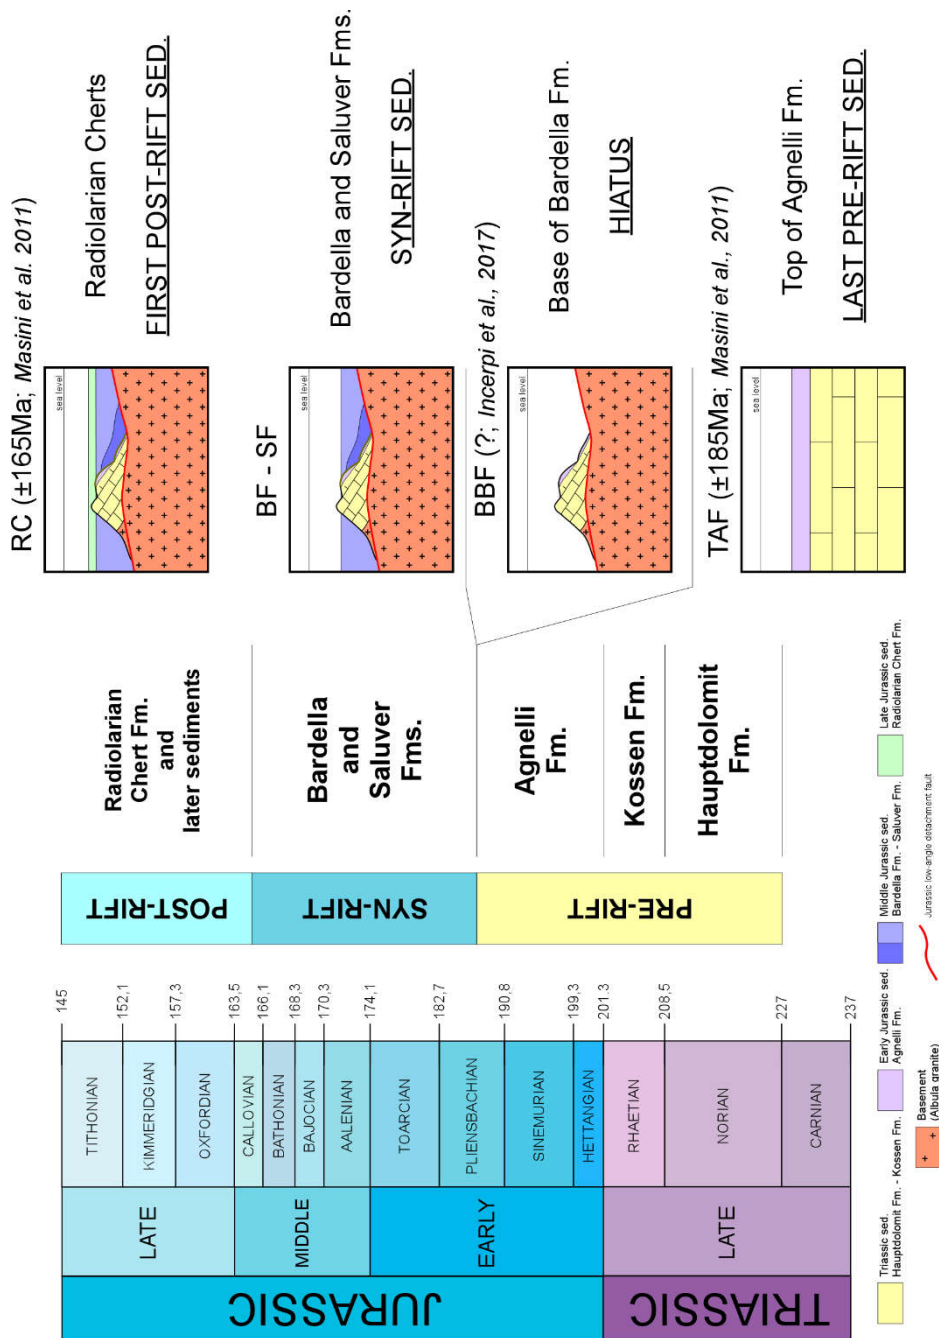 JURASSIC
TRIASSIC
LATE
MIDDLE
EARLY
LATE
TITHONIAN
KIMMERIDGIAN
OXFORDIAN
CALLOVIAN
BATHONIAN
BAJOCIAN
AALENIAN
TOARCIAN
PLIENSBACHIAN
SINEMURIAN
HETTANGIAN
RHAETIAN
NORIAN
CARNIAN
145
152,1
157,3
163,5
166,1
168,3
170,3
174,1
182,7
190,8
199,3
201.3
208,5
227
237
POST-RIFT
SYN-RIFT
PRE-RIFT
Radiolarian
Chert Fm.
and
later sediments
Bardella
and
Saluver
Fms.
Agnelli
Fm.
Kossen Fm.
Hauptdolomit
Fm.
RC (±165Ma; Masini et al. 2011)
sea level
Radiolarian Cherts
FIRST POST-RIFT SED.
BF - SF
sea level
Bardella and Saluver Fms.
SYN-RIFT SED.
BBF (?; Incerpi et al., 2017)
sea level
Base of Bardella Fm.
HIATUS
TAF (±185Ma; Masini et al., 2011)
sea level
Top of Agnelli Fm.
LAST PRE-RIFT SED.
Triassic sed.
Hauptdolomit Fm. - Kossen Fm.
Early Jurassic sed.
Agnelli Fm.
Middle Jurassic sed.
Bardella Fm. - Saluver Fm.
Late Jurassic sed.
Radiolarian Chert Fm.
Basement
(Albula granite)
Jurassic low-angle detachment fault